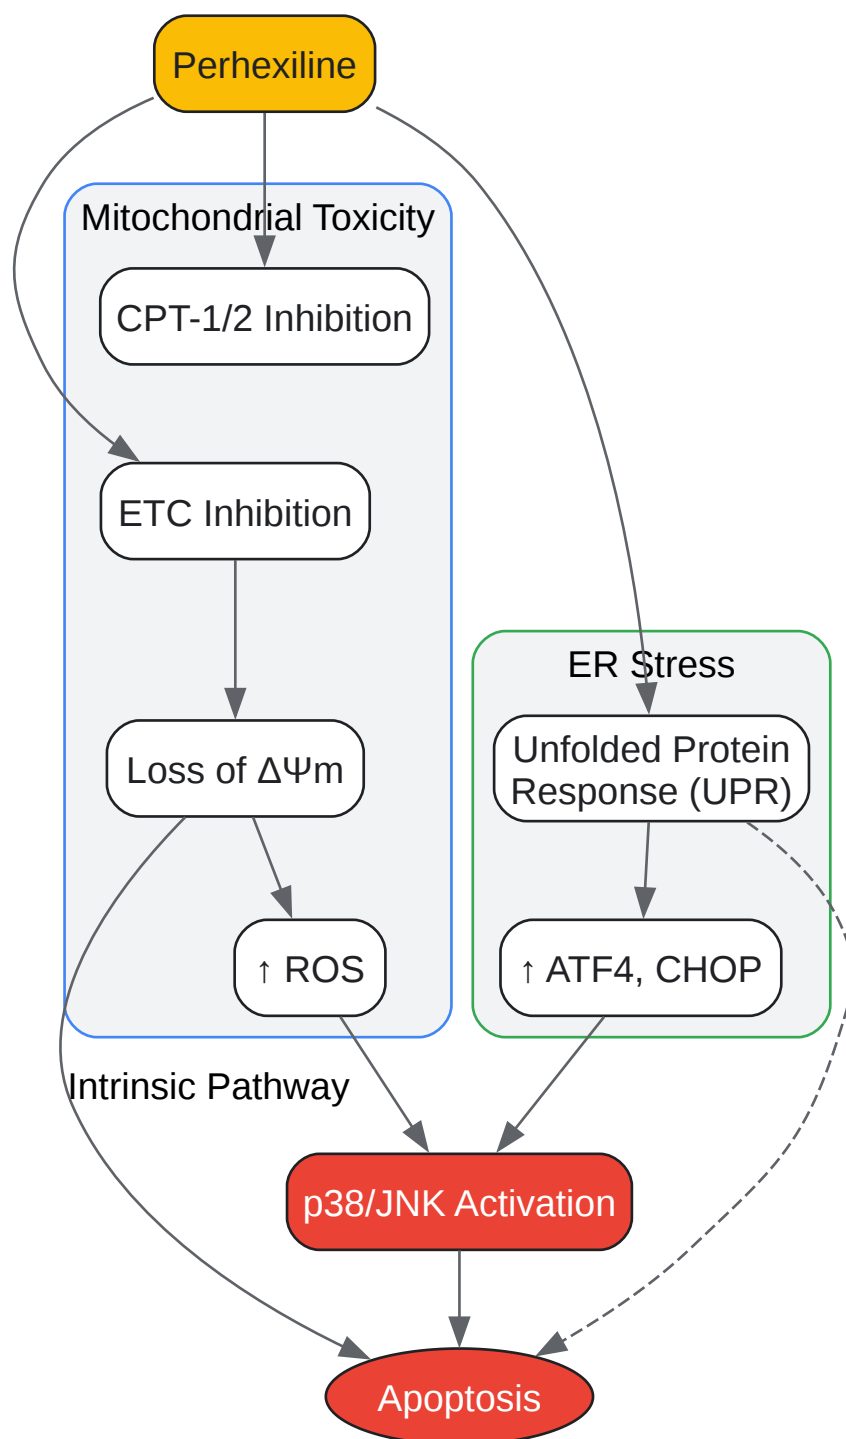 Perhexiline
Mitochondrial Toxicity
CPT-1/2 Inhibition
ETC Inhibition
ER Stress
Loss of ΔΨm
Unfolded Protein
Response (UPR)
↑ ROS
↑ ATF4, CHOP
Intrinsic Pathway
p38/JNK Activation
Apoptosis